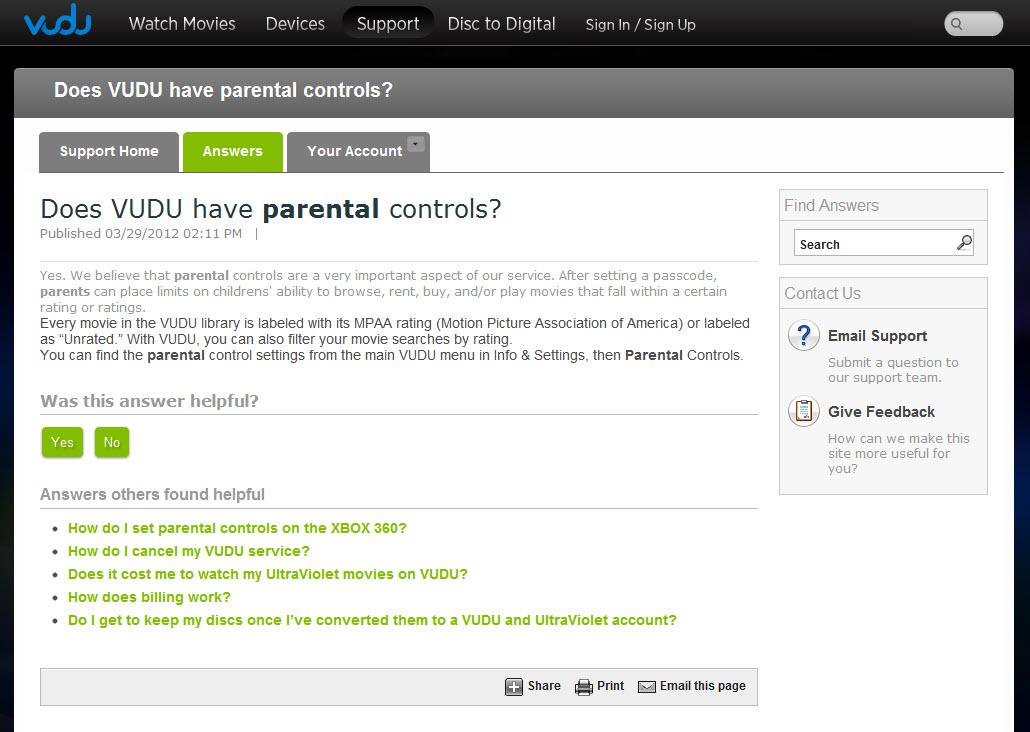 vudu Watch Movies Devices Support Disc to Digital Sign In / Sign Up
Does VUDU have parental controls?
Support Home Answers Your Account
Does VUDU have parental controls?
Published 03/29/2012 02:11 PM |
Yes. We believe that parental controls are a very important aspect of our service. After setting a passcode,
parents can place limits on childrens' ability to browse, rent, buy, and/or play movies that fall within a certain
rating or ratings.
Every movie in the VUDU library is labeled with its MPAA rating (Motion Picture Association of America) or labeled
as “Unrated.” With VUDU, you can also filter your movie searches by rating.
You can find the parental control settings from the main VUDU menu in Info & Settings, then Parental Controls.
Was this answer helpful?
Yes No
Answers others found helpful
• How do I set parental controls on the XBOX 360?
• How do I cancel my VUDU service?
• Does it cost me to watch my UltraViolet movies on VUDU?
• How does billing work?
• Do I get to keep my discs once I’ve converted them to a VUDU and UltraViolet account?
Share Print Email this page
Find Answers
Search
Contact Us
? Email Support
Submit a question to
our support team.
Give Feedback
How can we make this
site more useful for
you?